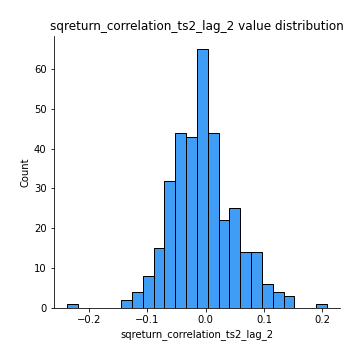 sqreturn_correlation_ts2_lag_2 value distribution
Count
60
50
40
30
20
10
0
−0.2 −0.1 0.0 0.1 0.2
sqreturn_correlation_ts2_lag_2